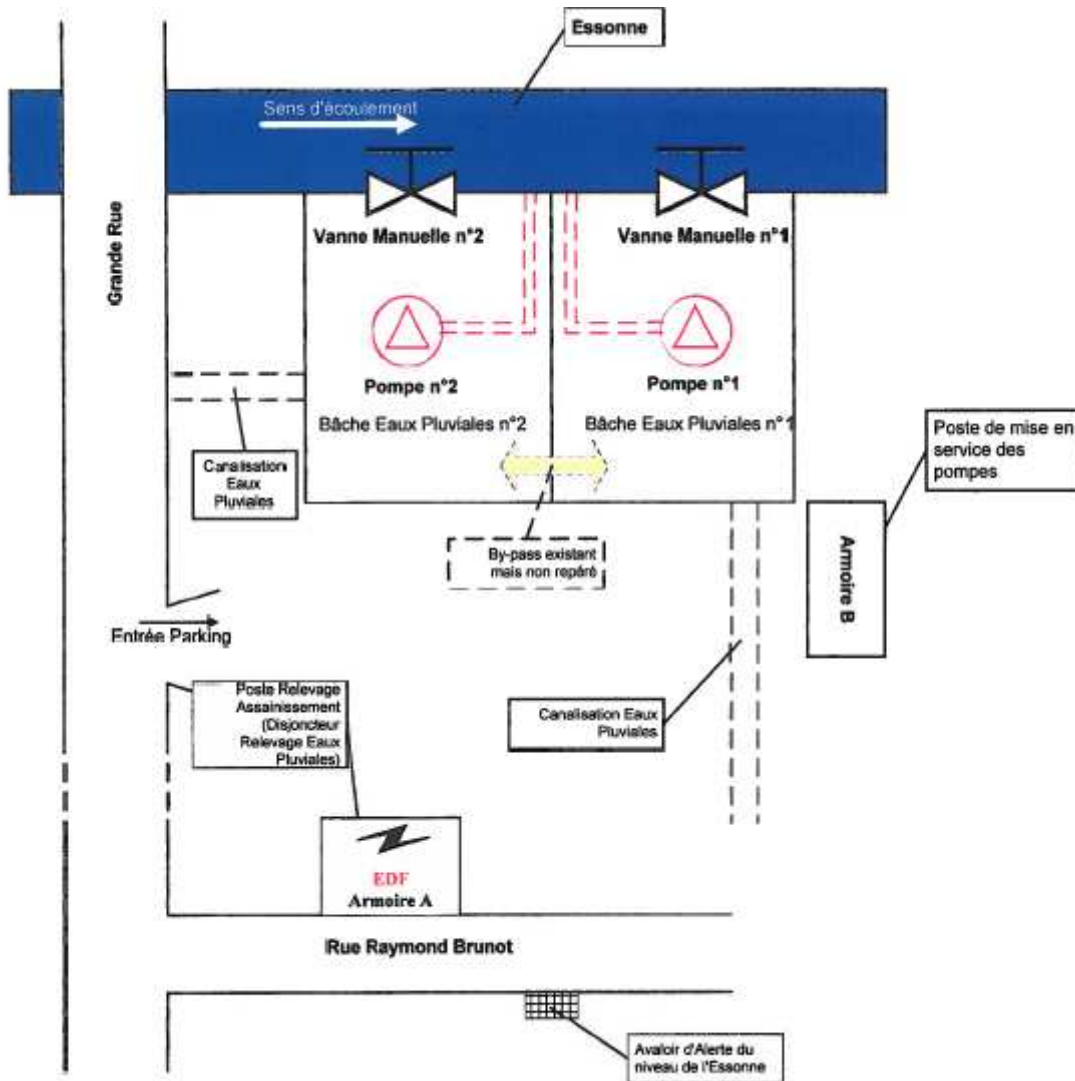 Essonne
Sens d'écoulement
Grande Rue
Vanne Manuelle n°2
Vanne Manuelle n°1
Pompe n°2
Pompe n°1
Bâche Eaux Pluviales n°2
Bâche Eaux Pluviales n°1
Poste de mise en
service des
pompes
Canalisation
Eaux
Pluviales
By-pass existant
mais non repéré
Armoire B
Entrée Parking
Poste Relevage
Assainissement
(Disjoncteur
Relevage Eaux
Pluviales)
Canalisation Eaux
Pluviales
EDF
Armoire A
Rue Raymond Brunot
Avaloir d'Alerte du
niveau de l'Essonne